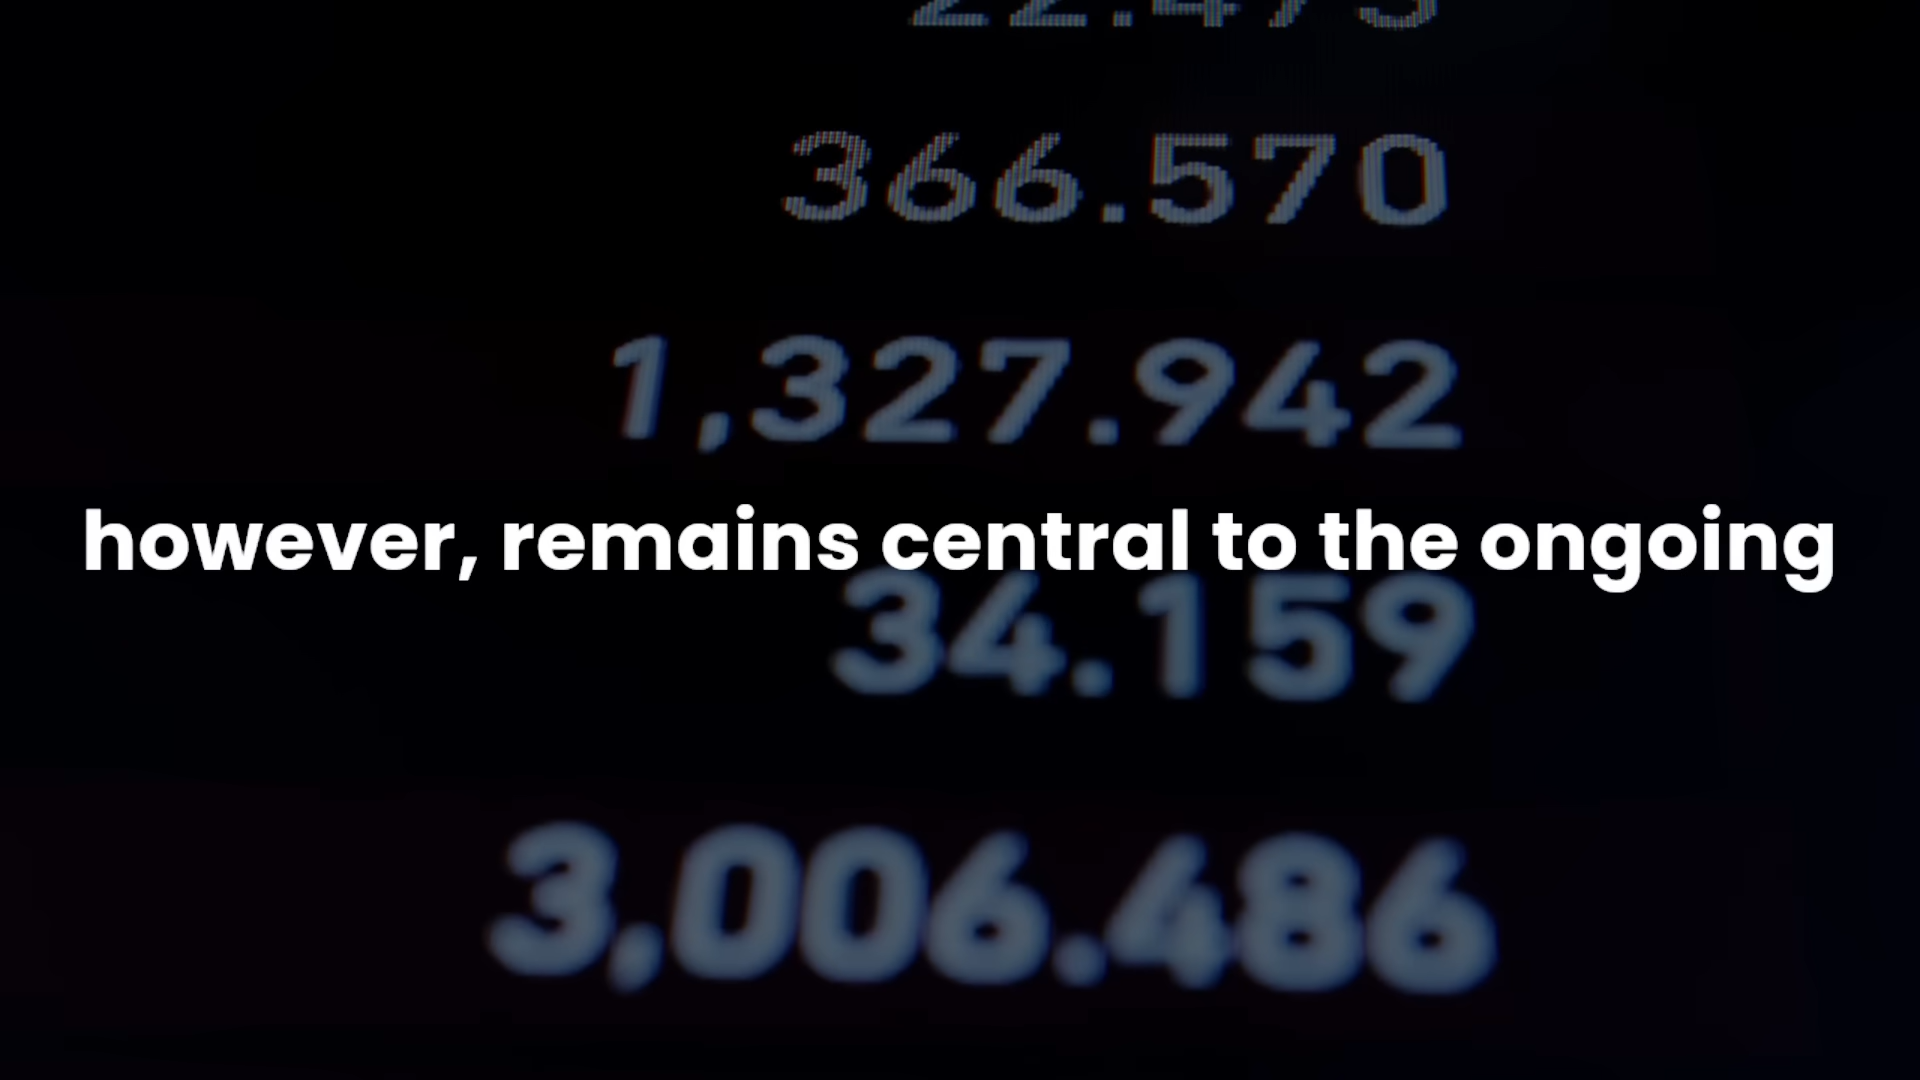 366.570
1,327.942
however, remains central to the ongoing
34.159
3,006.486